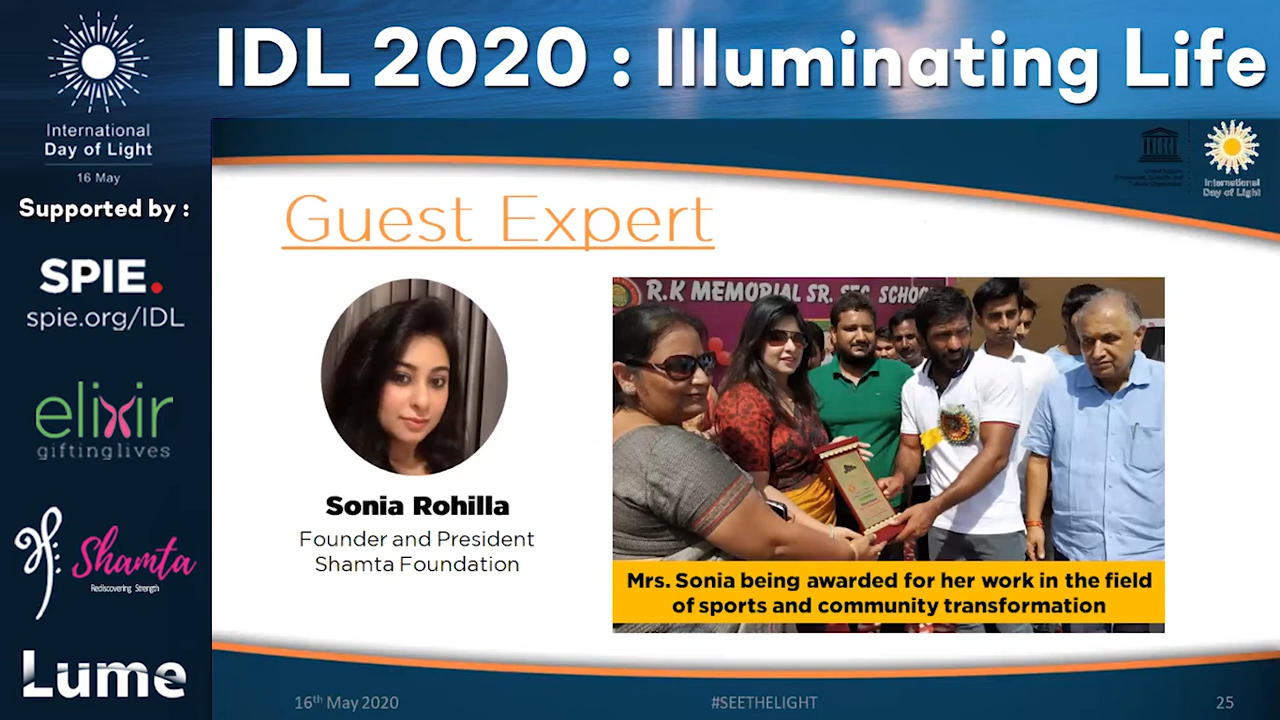 IDL 2020 : Illuminating Life
International
Day of Light
16 May
Supported by :
SPIE.
spie.org/IDL
elixir
giftinglives
Shamta
Rediscovering Strength
Lume
International
Day of Light
Guest Expert
Sonia Rohilla
Founder and President
Shamta Foundation
R.K MEMORIAL SR. SEC. SCHOOL
Mrs. Sonia being awarded for her work in the field
of sports and community transformation
16th May 2020
#SEETHELIGHT
25